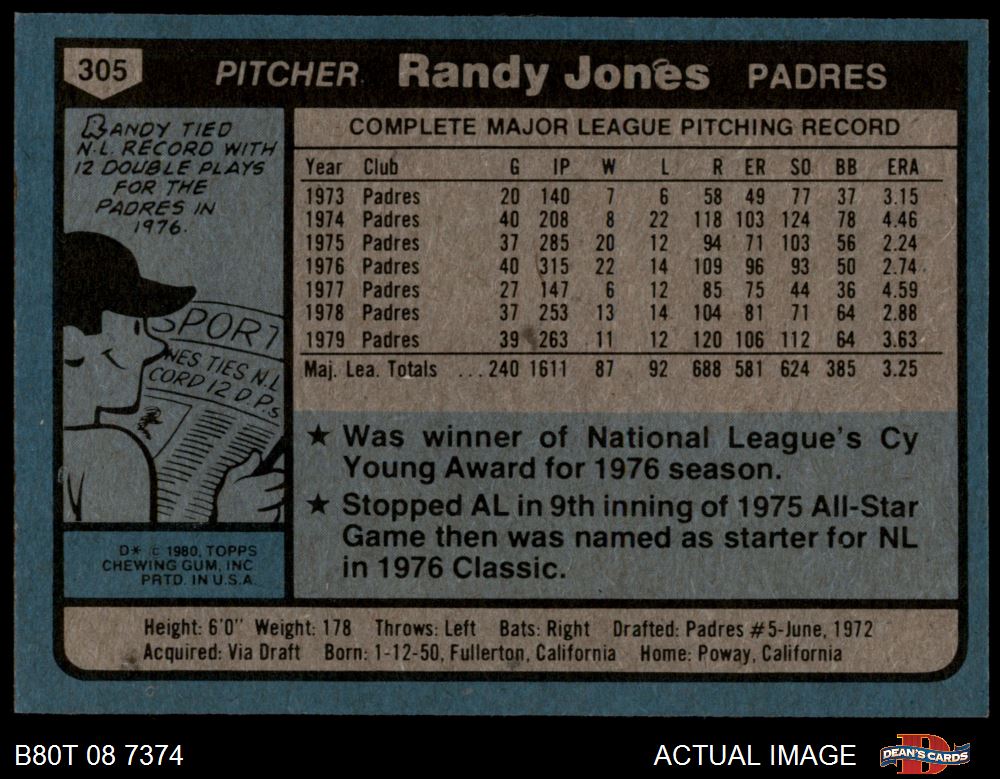 305 PITCHER Randy Jones PADRES
RANDY TIED
N.L. RECORD WITH
12 DOUBLE PLAYS
FOR THE
PADRES IN
1976.
SPORT
NES TIES N.L
CORD 12 D.P.s
D* © 1980, TOPPS
CHEWING GUM, INC
PRTD. IN U.S.A.
COMPLETE MAJOR LEAGUE PITCHING RECORD
Year Club G IP W L R ER SO BB ERA
1973 Padres 20 140 7 6 58 49 77 37 3.15
1974 Padres 40 208 8 22 118 103 124 78 4.46
1975 Padres 37 285 20 12 94 71 103 56 2.24
1976 Padres 40 315 22 14 109 96 93 50 2.74
1977 Padres 27 147 6 12 85 75 44 36 4.59
1978 Padres 37 253 13 14 104 81 71 64 2.88
1979 Padres 39 263 11 12 120 106 112 64 3.63
Maj. Lea. Totals ...240 1611 87 92 688 581 624 385 3.25
★ Was winner of National League's Cy
Young Award for 1976 season.
★ Stopped AL in 9th inning of 1975 All-Star
Game then was named as starter for NL
in 1976 Classic.
Height: 6'0" Weight: 178 Throws: Left Bats: Right Drafted: Padres #5-June, 1972
Acquired: Via Draft Born: 1-12-50, Fullerton, California Home: Poway, California
B80T 08 7374 ACTUAL IMAGE DEAN'S CARDS